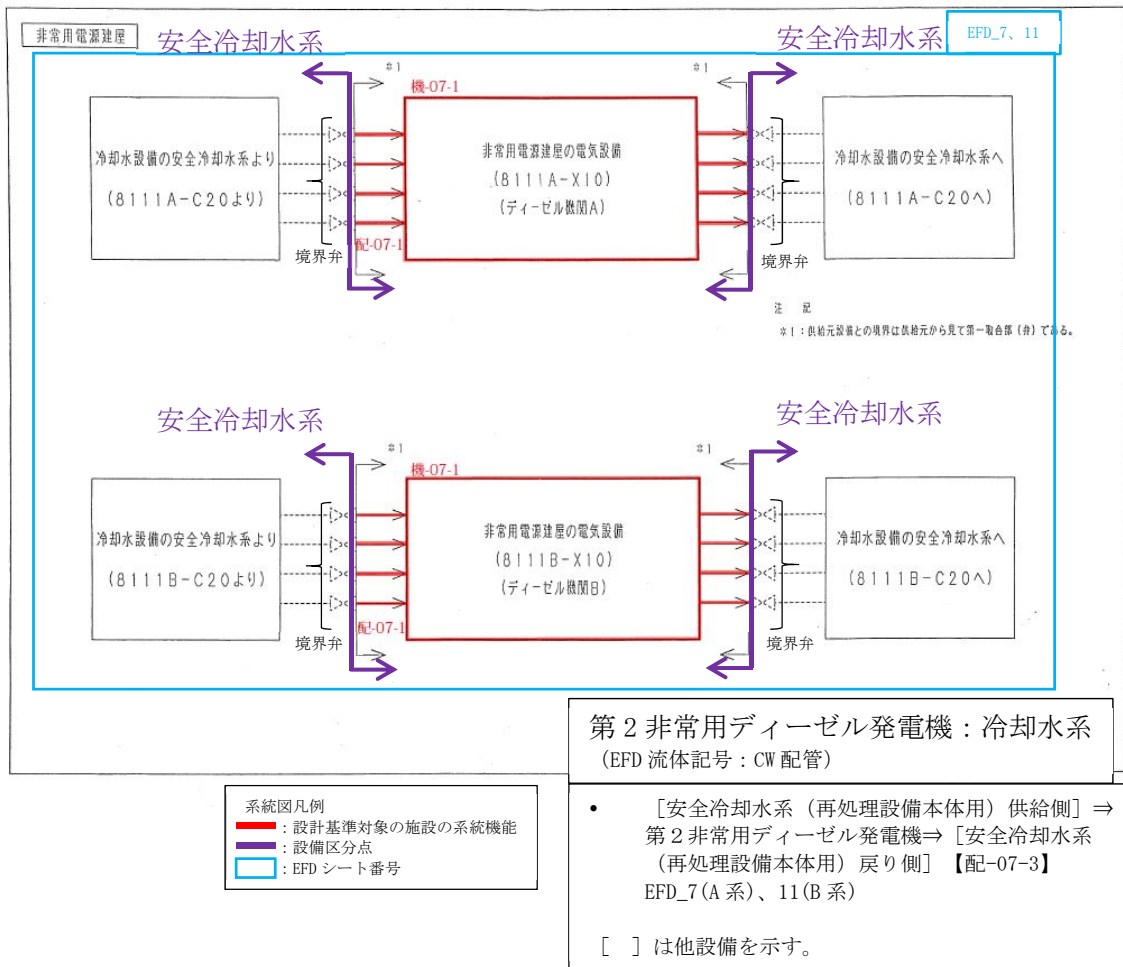 非常用電源建屋
安全冷却水系
安全冷却水系
EFD_7、11
※1
※1
機-07-1
冷却水設備の安全冷却水系より
(8111A-C20より)
非常用電源建屋の電気設備
(8111A-X10)
(ディーゼル機関A)
冷却水設備の安全冷却水系へ
(8111A-C20へ)
配-07-1
境界弁
境界弁
注 記
※1:供給元設備との境界は供給元から見て第一取合部(弁)である。
安全冷却水系
安全冷却水系
※1
※1
機-07-1
冷却水設備の安全冷却水系より
(8111B-C20より)
非常用電源建屋の電気設備
(8111B-X10)
(ディーゼル機関B)
冷却水設備の安全冷却水系へ
(8111B-C20へ)
配-07-1
境界弁
境界弁
第2非常用ディーゼル発電機:冷却水系
(EFD 流体記号:CW 配管)
系統図凡例
:設計基準対象の施設の系統機能
:設備区分点
:EFD シート番号
• [安全冷却水系(再処理設備本体用)供給側]⇒
第2非常用ディーゼル発電機⇒[安全冷却水系
(再処理設備本体用)戻り側]【配-07-3】
EFD_7(A 系)、11(B 系)
[ ]は他設備を示す。